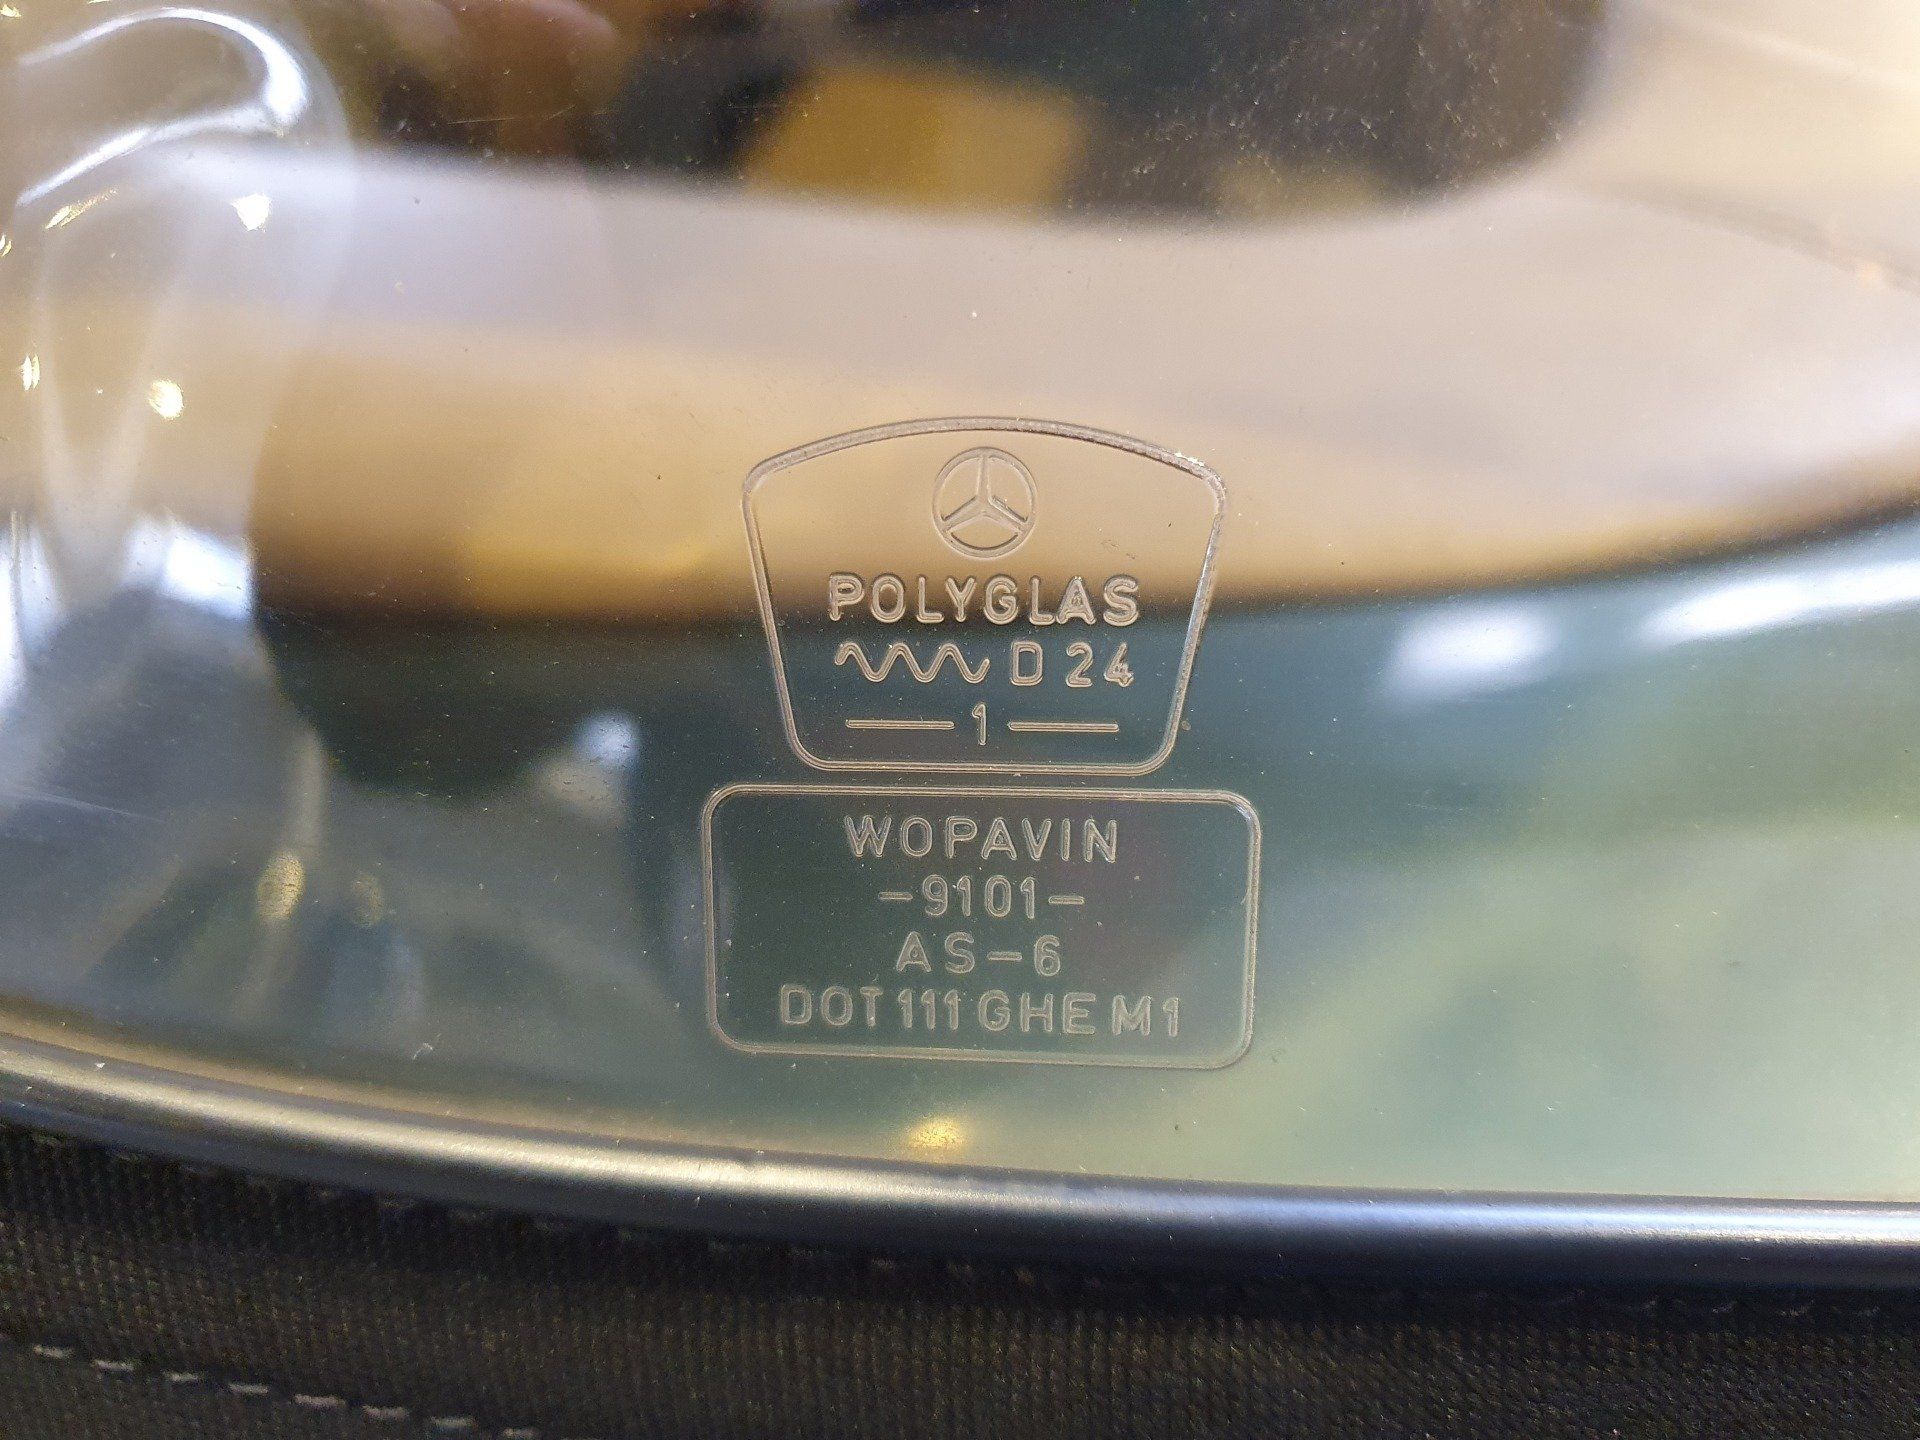 POLYGLAS
D 24
1
WOPAVIN
-9101-
AS-6
DOT 111 GHE M1